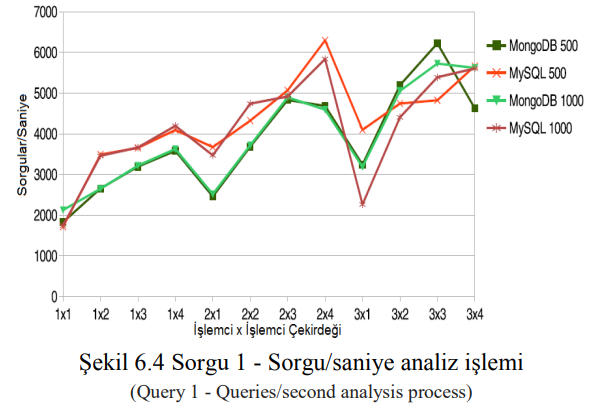 7000
6000
5000
4000
3000
2000
1000
0
Sorgular/Saniye
1x1 1x2 1x3 1x4 2x1 2x2 2x3 2x4 3x1 3x2 3x3 3x4
İşlemci x İşlemci Çekirdeği
MongoDB 500
MySQL 500
MongoDB 1000
MySQL 1000
Şekil 6.4 Sorgu 1 - Sorgu/saniye analiz işlemi
(Query 1 - Queries/second analysis process)